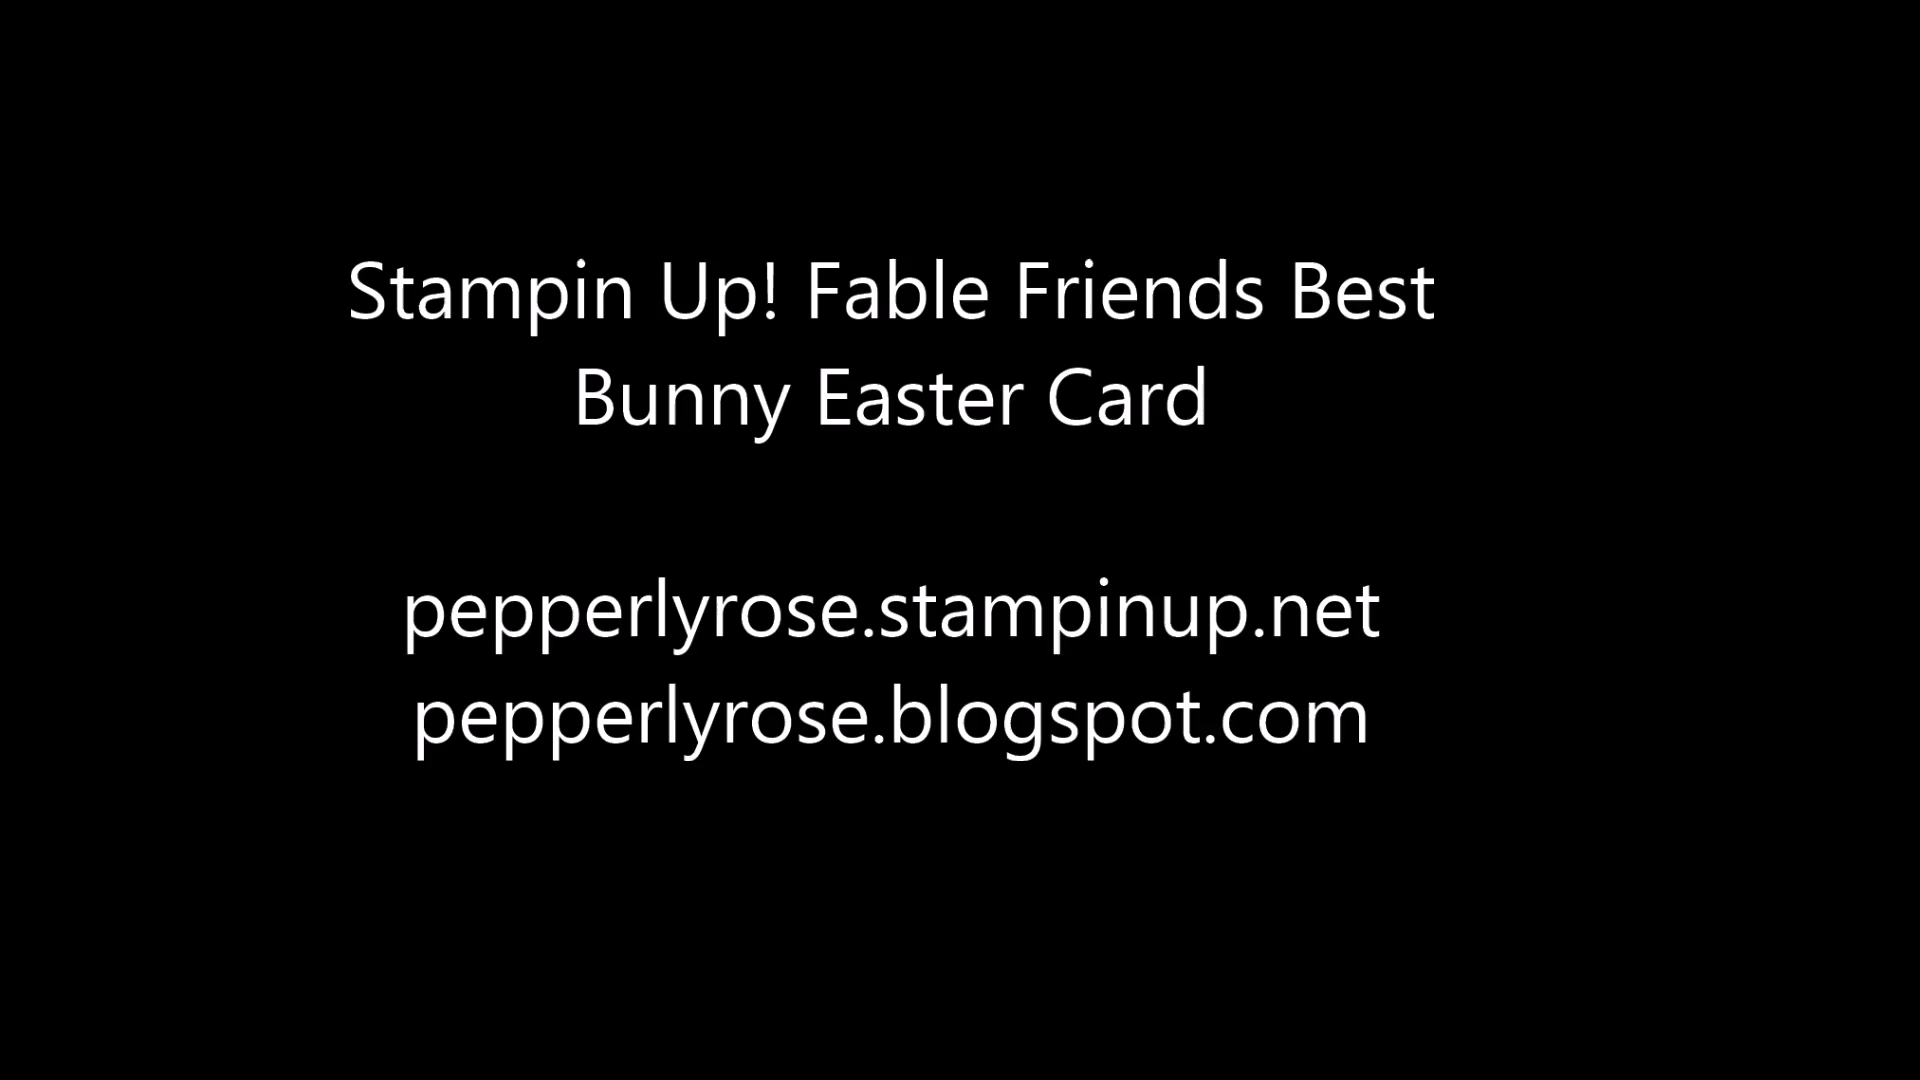 Stampin Up! Fable Friends Best
Bunny Easter Card
pepperlyrose.stampinup.net
pepperlyrose.blogspot.com